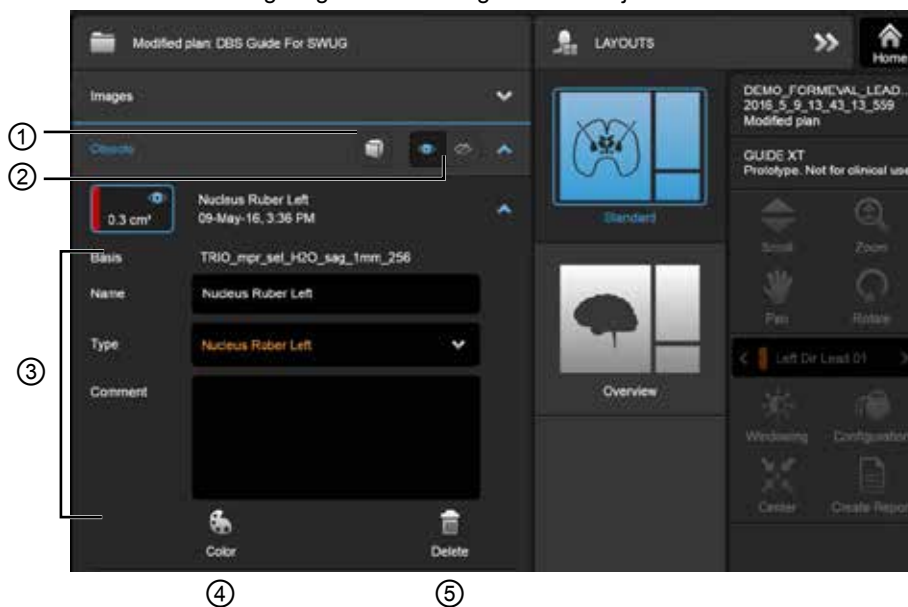 Modified plan: DBS Guide For SWUG
LAYOUTS
Home
Images
①
Objects
②
0.3 cm³
Nucleus Ruber Left
09-May-16, 3:36 PM
Basis
TRIO_mpr_sel_H2O_sag_1mm_256
Name
Nucleus Ruber Left
Type
Nucleus Ruber Left
③
Comment
Color
Delete
④
⑤
Standard
Overview
DEMO_FORMEVAL_LEAD...
2016_5_9_13_43_13_559
Modified plan
GUIDE XT
Prototype. Not for clinical use
Scroll
Zoom
Pan
Rotate
Left Dir Lead 01
Windowing
Configuration
Center
Create Report